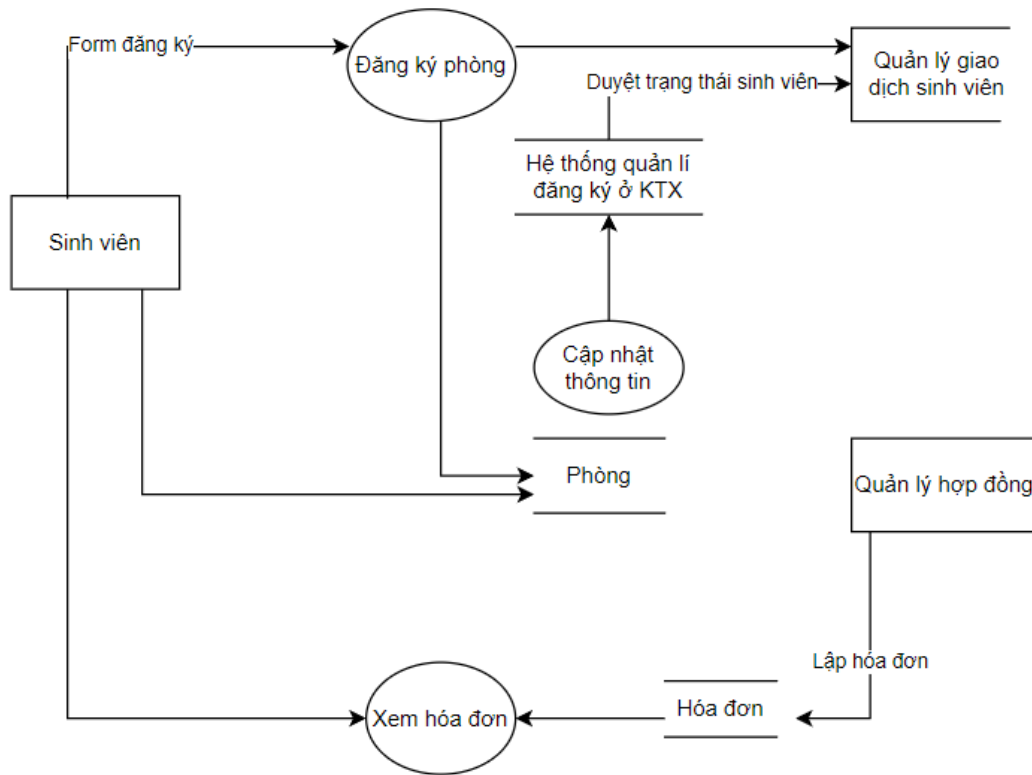 Form đăng ký
Đăng ký phòng
Quản lý giao
dịch sinh viên
Duyệt trạng thái sinh viên
Hệ thống quản lí
đăng ký ở KTX
Sinh viên
Cập nhật
thông tin
Phòng
Quản lý hợp đồng
Lập hóa đơn
Xem hóa đơn
Hóa đơn